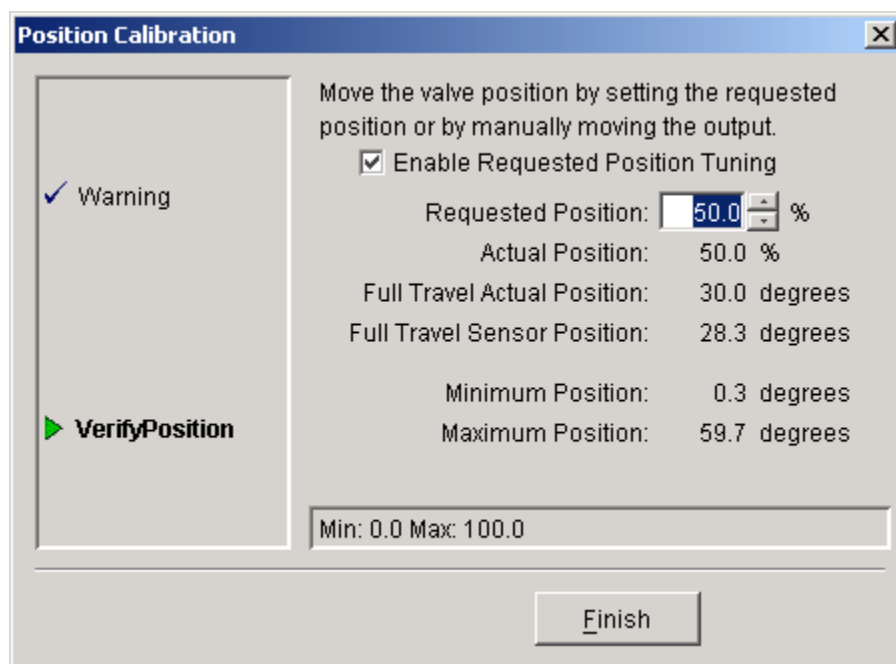 Position Calibration
Warning
VerifyPosition
Move the valve position by setting the requested
position or by manually moving the output.
Enable Requested Position Tuning
Requested Position: 50.0 %
Actual Position: 50.0 %
Full Travel Actual Position: 30.0 degrees
Full Travel Sensor Position: 28.3 degrees
Minimum Position: 0.3 degrees
Maximum Position: 59.7 degrees
Min: 0.0 Max: 100.0
Finish